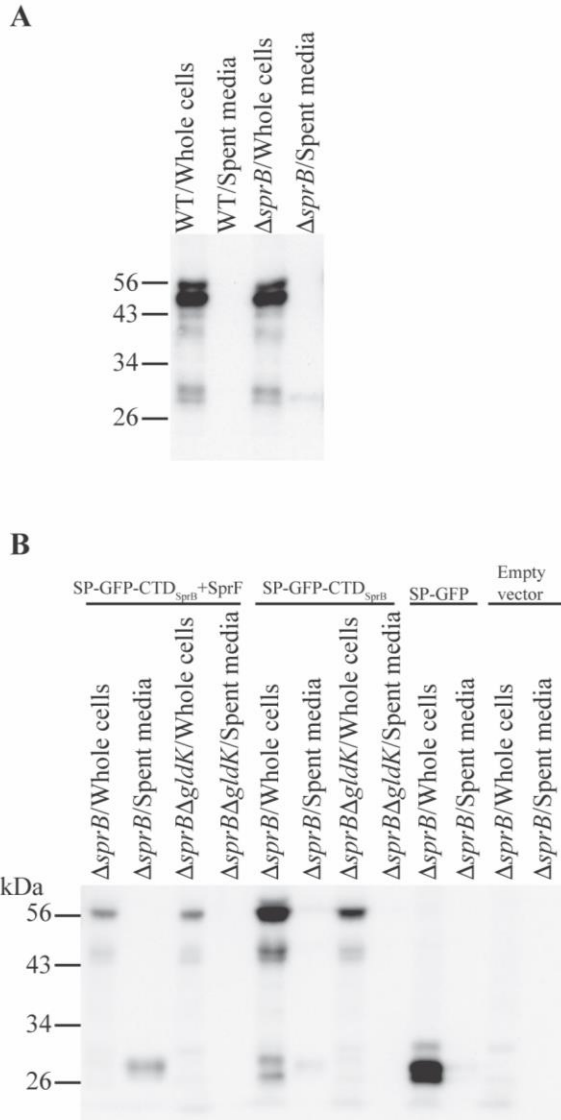 A
WT/Whole cells
WT/Spent media
ΔsprB/Whole cells
ΔsprB/Spent media
56
43
34
26
B
SP-GFP-CTDSprB+SprF
SP-GFP-CTDSprB
SP-GFP
Empty
vector
ΔsprB/Whole cells
ΔsprB/Spent media
ΔsprBΔgldK/Whole cells
ΔsprBΔgldK/Spent media
ΔsprB/Whole cells
ΔsprB/Spent media
ΔsprBΔgldK/Whole cells
ΔsprBΔgldK/Spent media
ΔsprB/Whole cells
ΔsprB/Spent media
ΔsprB/Whole cells
ΔsprB/Spent media
kDa
56
43
34
26